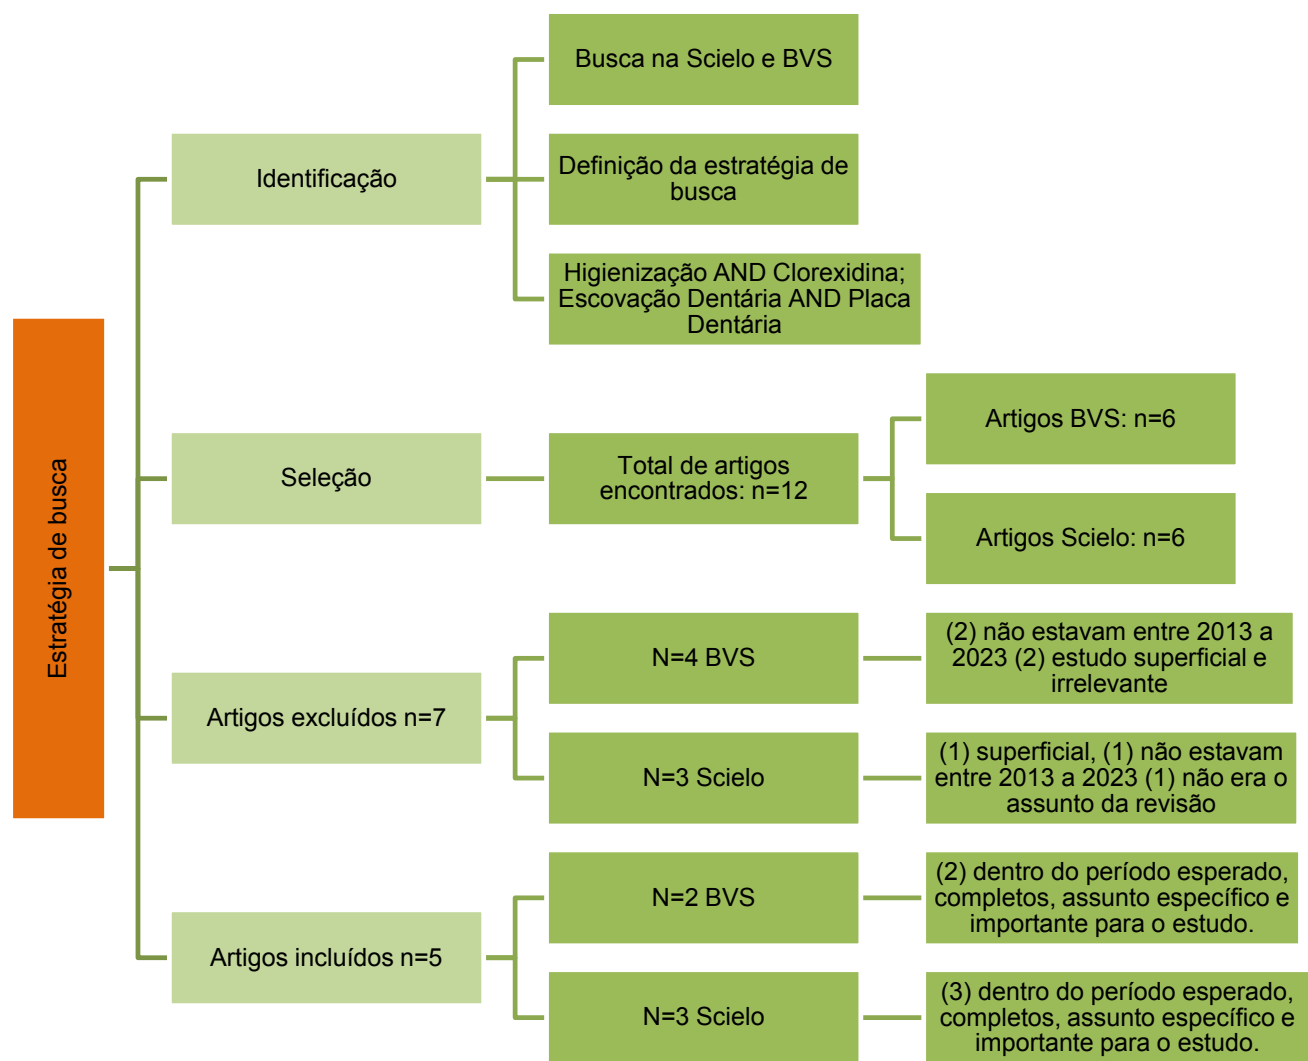 Estratégia de busca
Identificação
Busca na Scielo e BVS
Definição da estratégia de
busca
Higienização AND Clorexidina;
Escovação Dentária AND Placa
Dentária
Seleção
Total de artigos
encontrados: n=12
Artigos BVS: n=6
Artigos Scielo: n=6
Artigos excluídos n=7
N=4 BVS
(2) não estavam entre 2013 a
2023 (2) estudo superficial e
irrelevante
N=3 Scielo
(1) superficial, (1) não estavam
entre 2013 a 2023 (1) não era o
assunto da revisão
Artigos incluídos n=5
N=2 BVS
(2) dentro do período esperado,
completos, assunto específico e
importante para o estudo.
N=3 Scielo
(3) dentro do período esperado,
completos, assunto específico e
importante para o estudo.